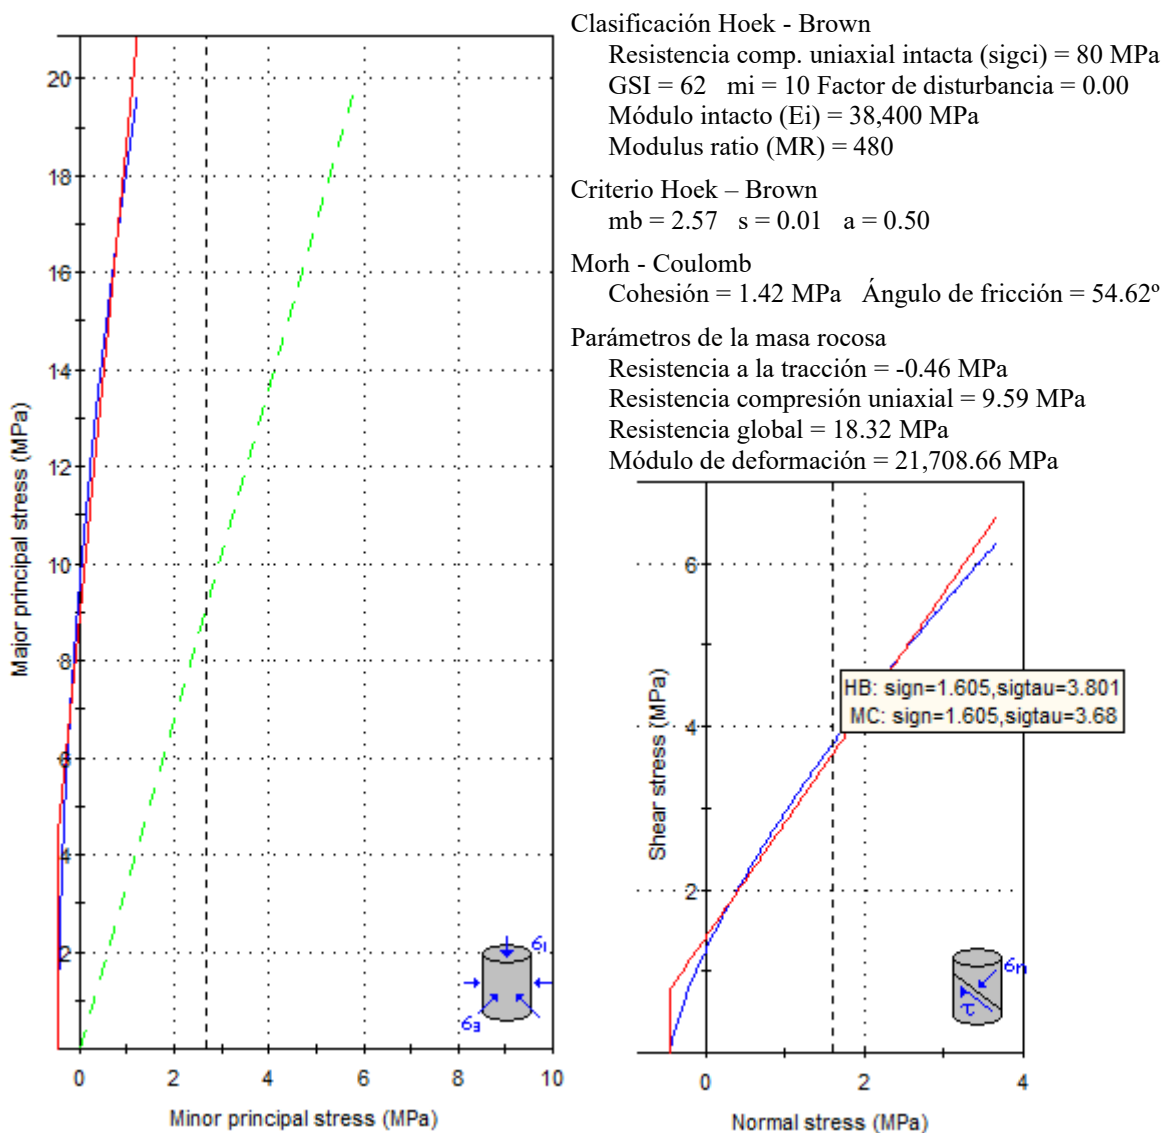 Clasificación Hoek - Brown
Resistencia comp. uniaxial intacta (sigci) = 80 MPa
GSI = 62 mi = 10 Factor de disturbancia = 0.00
Módulo intacto (Ei) = 38,400 MPa
Modulus ratio (MR) = 480
Criterio Hoek – Brown
mb = 2.57 s = 0.01 a = 0.50
Morh - Coulomb
Cohesión = 1.42 MPa Ángulo de fricción = 54.62º
Parámetros de la masa rocosa
Resistencia a la tracción = -0.46 MPa
Resistencia compresión uniaxial = 9.59 MPa
Resistencia global = 18.32 MPa
Módulo de deformación = 21,708.66 MPa
Major principal stress (MPa)
20
18
16
14
12
10
8
6
4
2
0 2 4 6 8 10
Minor principal stress (MPa)
σ1
σ3
Shear stress (MPa)
6
4
2
HB: sign=1.605,sigtau=3.801
MC: sign=1.605,sigtau=3.68
σn
τ
0 2 4
Normal stress (MPa)